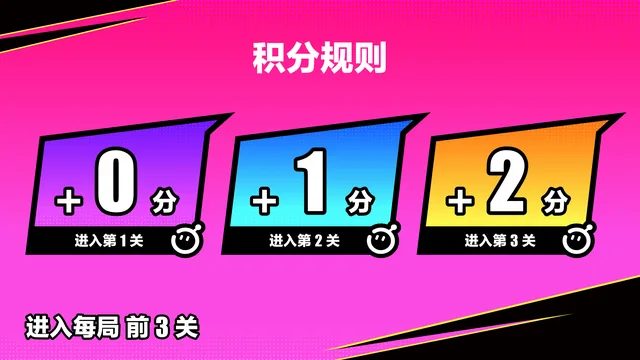 积分规则
+0分
+1分
+2分
进入第1关
进入第2关
进入第3关
进入每局 前3关